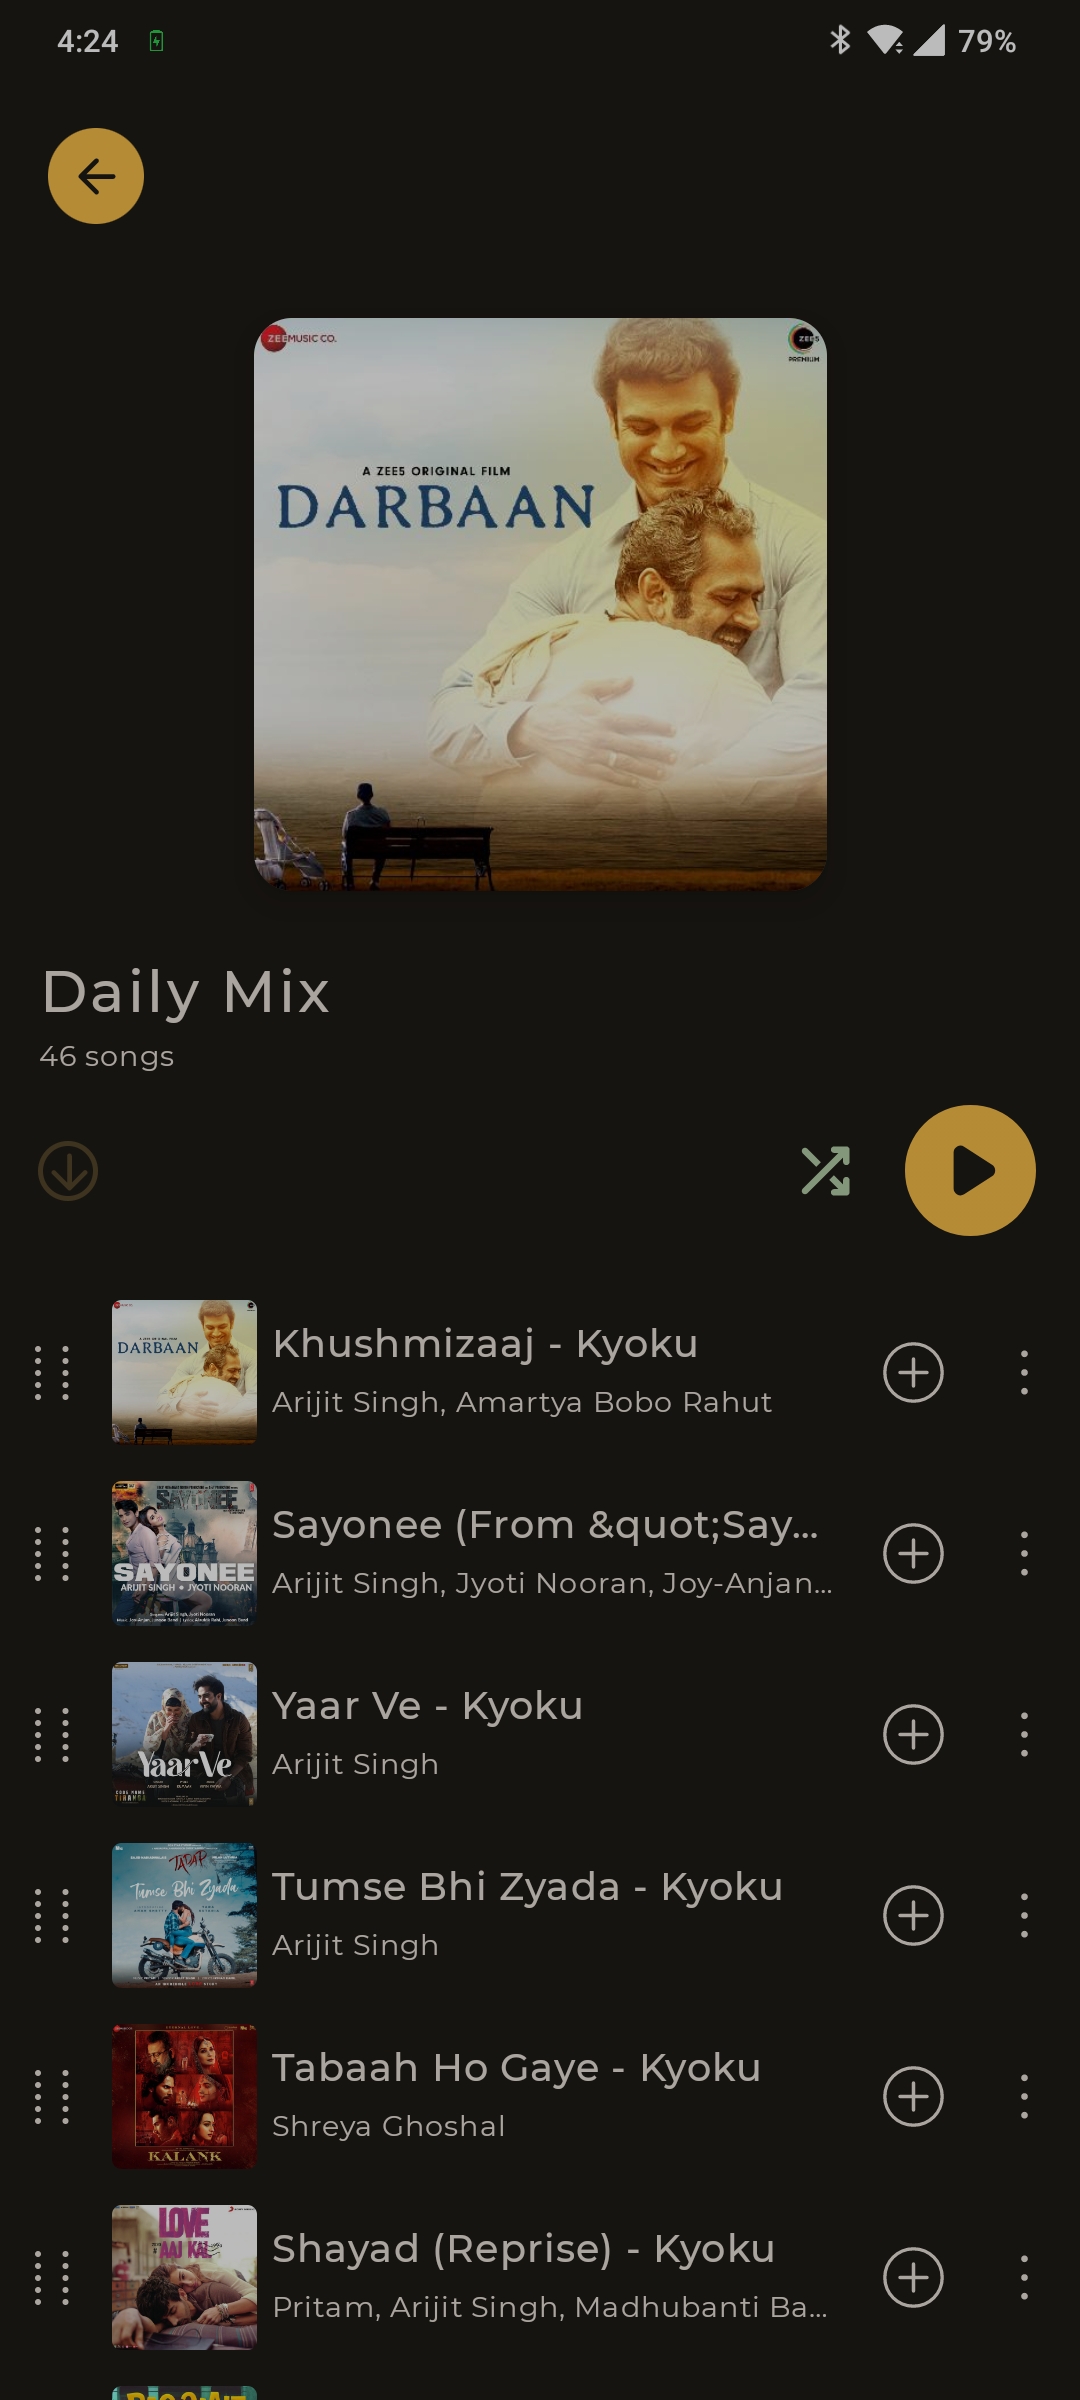 4:24
79%
ZEE MUSIC CO.
ZEE5
PREMIUM
A ZEE5 ORIGINAL FILM
DARBAAN
Daily Mix
46 songs
DARBAAN
Khushmizaaj - Kyoku
Arijit Singh, Amartya Bobo Rahut
SAYONEE
SAYONEE
ARIJIT SINGH • JYOTI NOORAN
Sayonee (From &quot;Say...
Arijit Singh, Jyoti Nooran, Joy-Anjan...
Yaar Ve
Yaar Ve - Kyoku
Arijit Singh
TADAP
Tumse Bhi Zyada
Tumse Bhi Zyada - Kyoku
Arijit Singh
KALANK
Tabaah Ho Gaye - Kyoku
Shreya Ghoshal
LOVE
AAJ KAL
Shayad (Reprise) - Kyoku
Pritam, Arijit Singh, Madhubanti Ba...